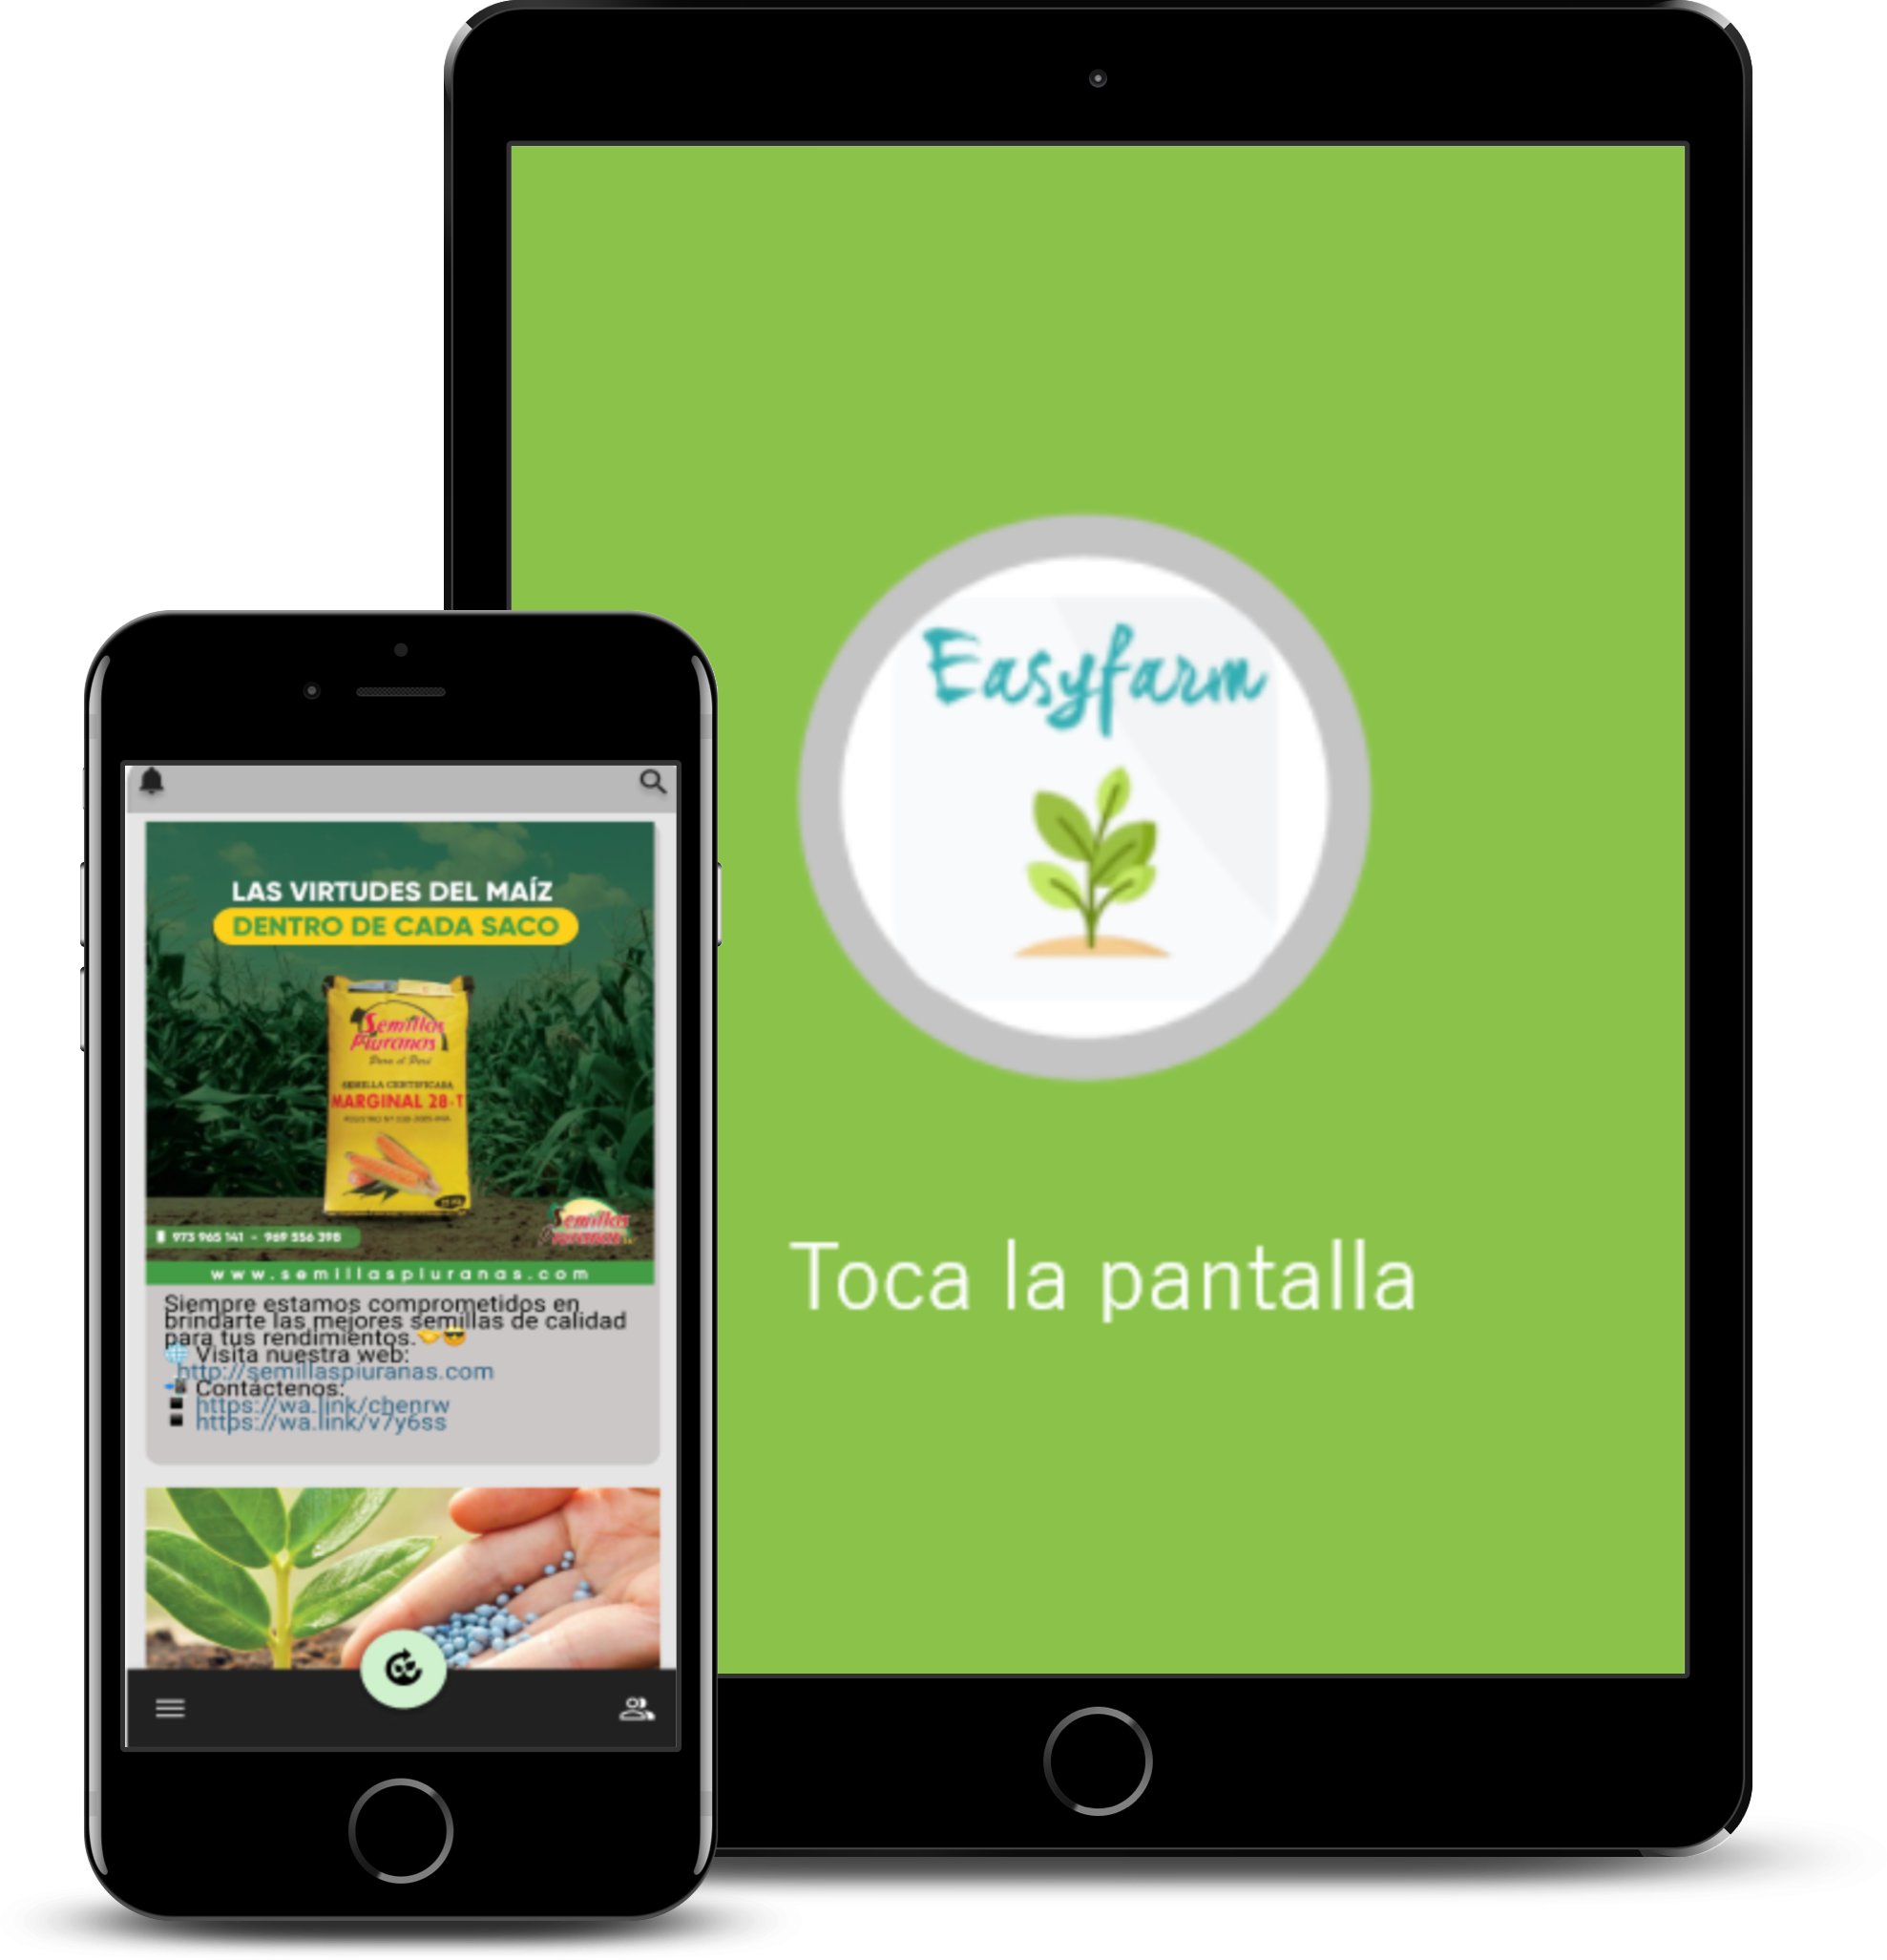 Easyfarm
Toca la pantalla
LAS VIRTUDES DEL MAÍZ
DENTRO DE CADA SACO
Semillas
Piuranas
Para el Perú
SEMILLA CERTIFICADA
MARGINAL 28-T
973 965 141 - 969 556 398
Semillas
Piuranas
www.semillaspiuranas.com
Siempre estamos comprometidos en
brindarte las mejores semillas de calidad
para tus rendimientos.🤝😎
🌐 Visita nuestra web:
http://semillaspiuranas.com
📲 Contáctenos:
▪ https://wa.link/chenrw
▪ https://wa.link/v7y6ss